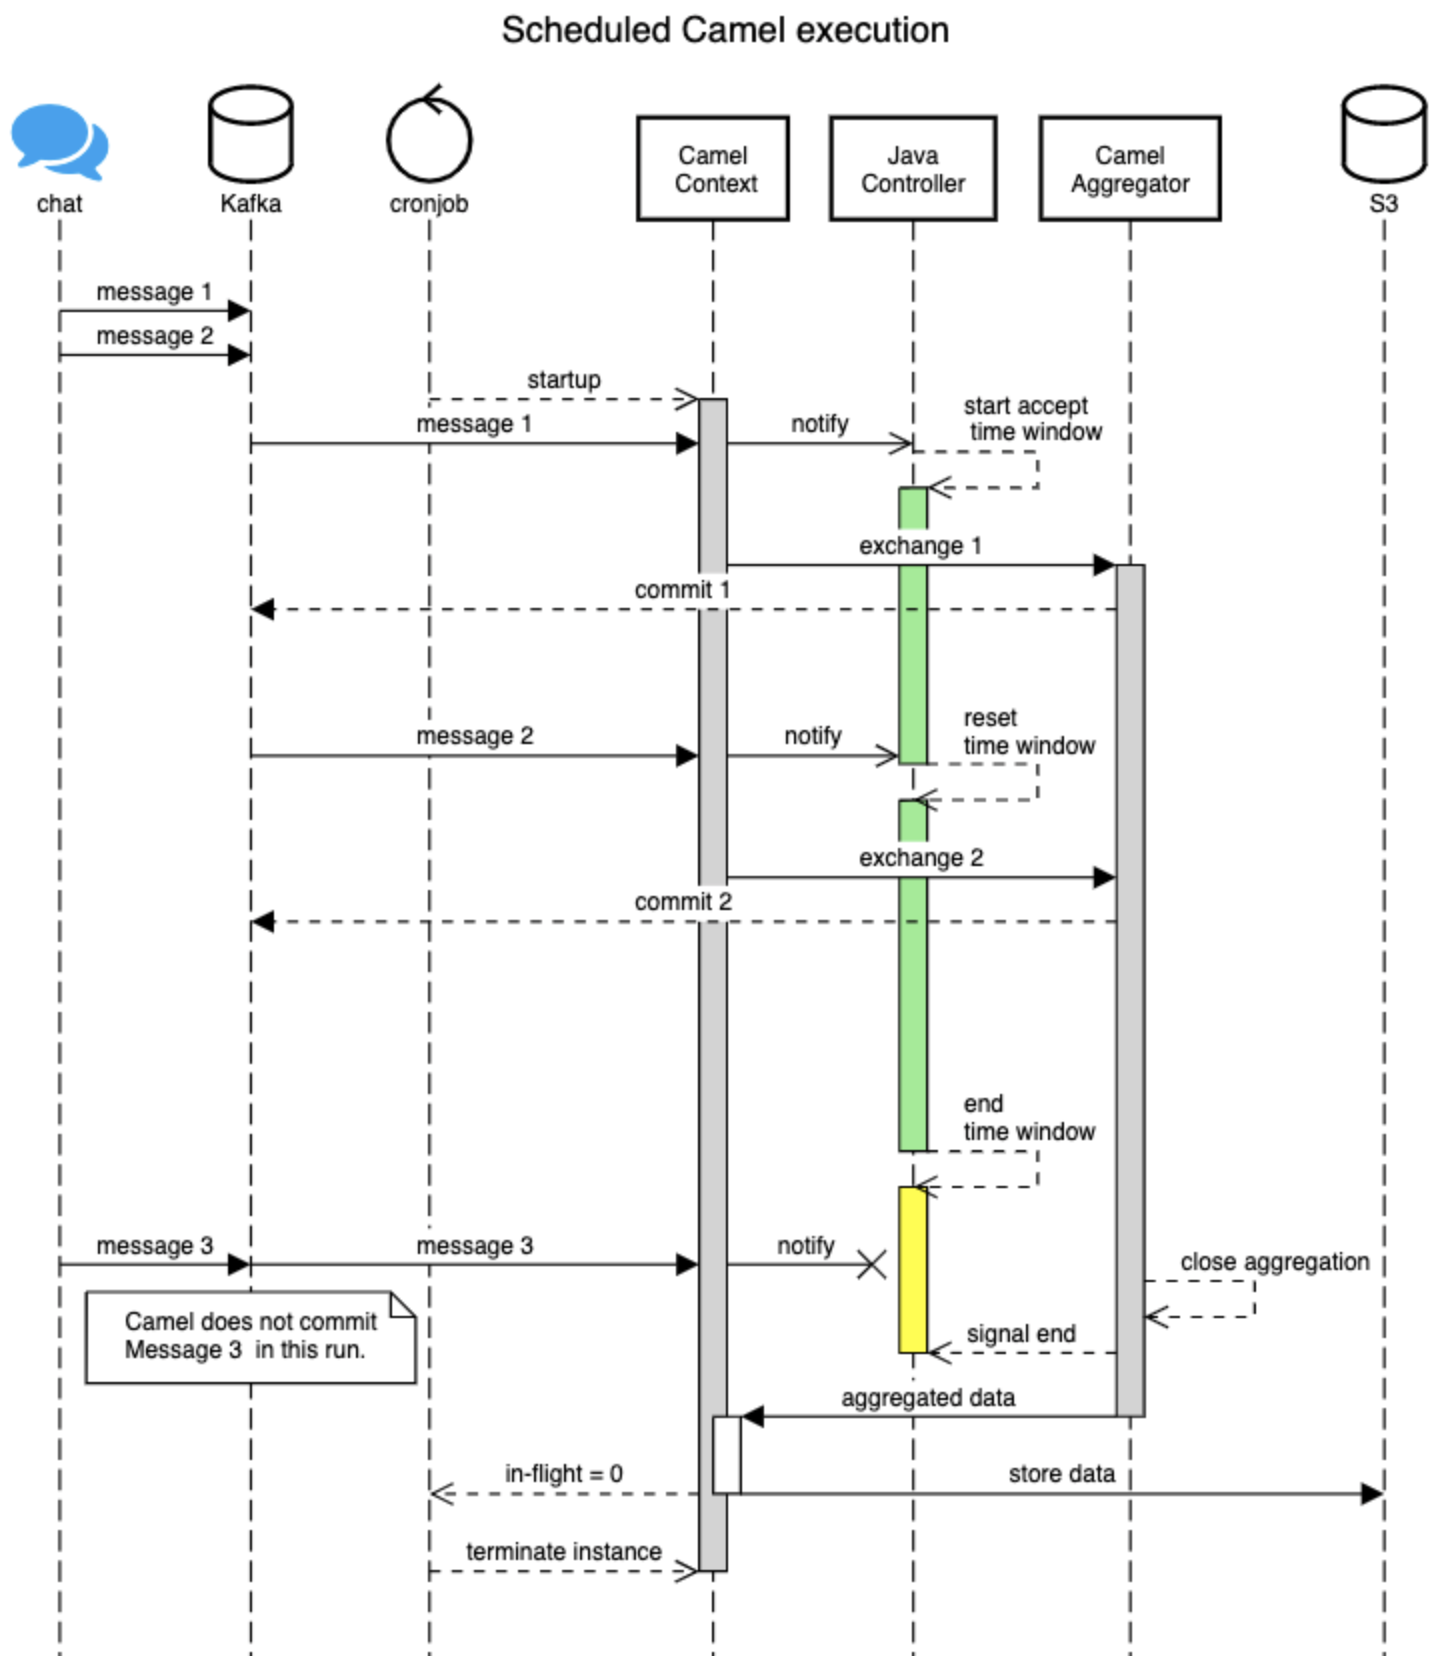 Scheduled Camel execution
chat
Kafka
cronjob
Camel
Context
Java
Controller
Camel
Aggregator
S3
message 1
message 2
startup
message 1
notify
start accept
time window
exchange 1
commit 1
message 2
notify
reset
time window
exchange 2
commit 2
end
time window
message 3
message 3
notify
close aggregation
Camel does not commit
Message 3 in this run.
signal end
aggregated data
in-flight = 0
store data
terminate instance